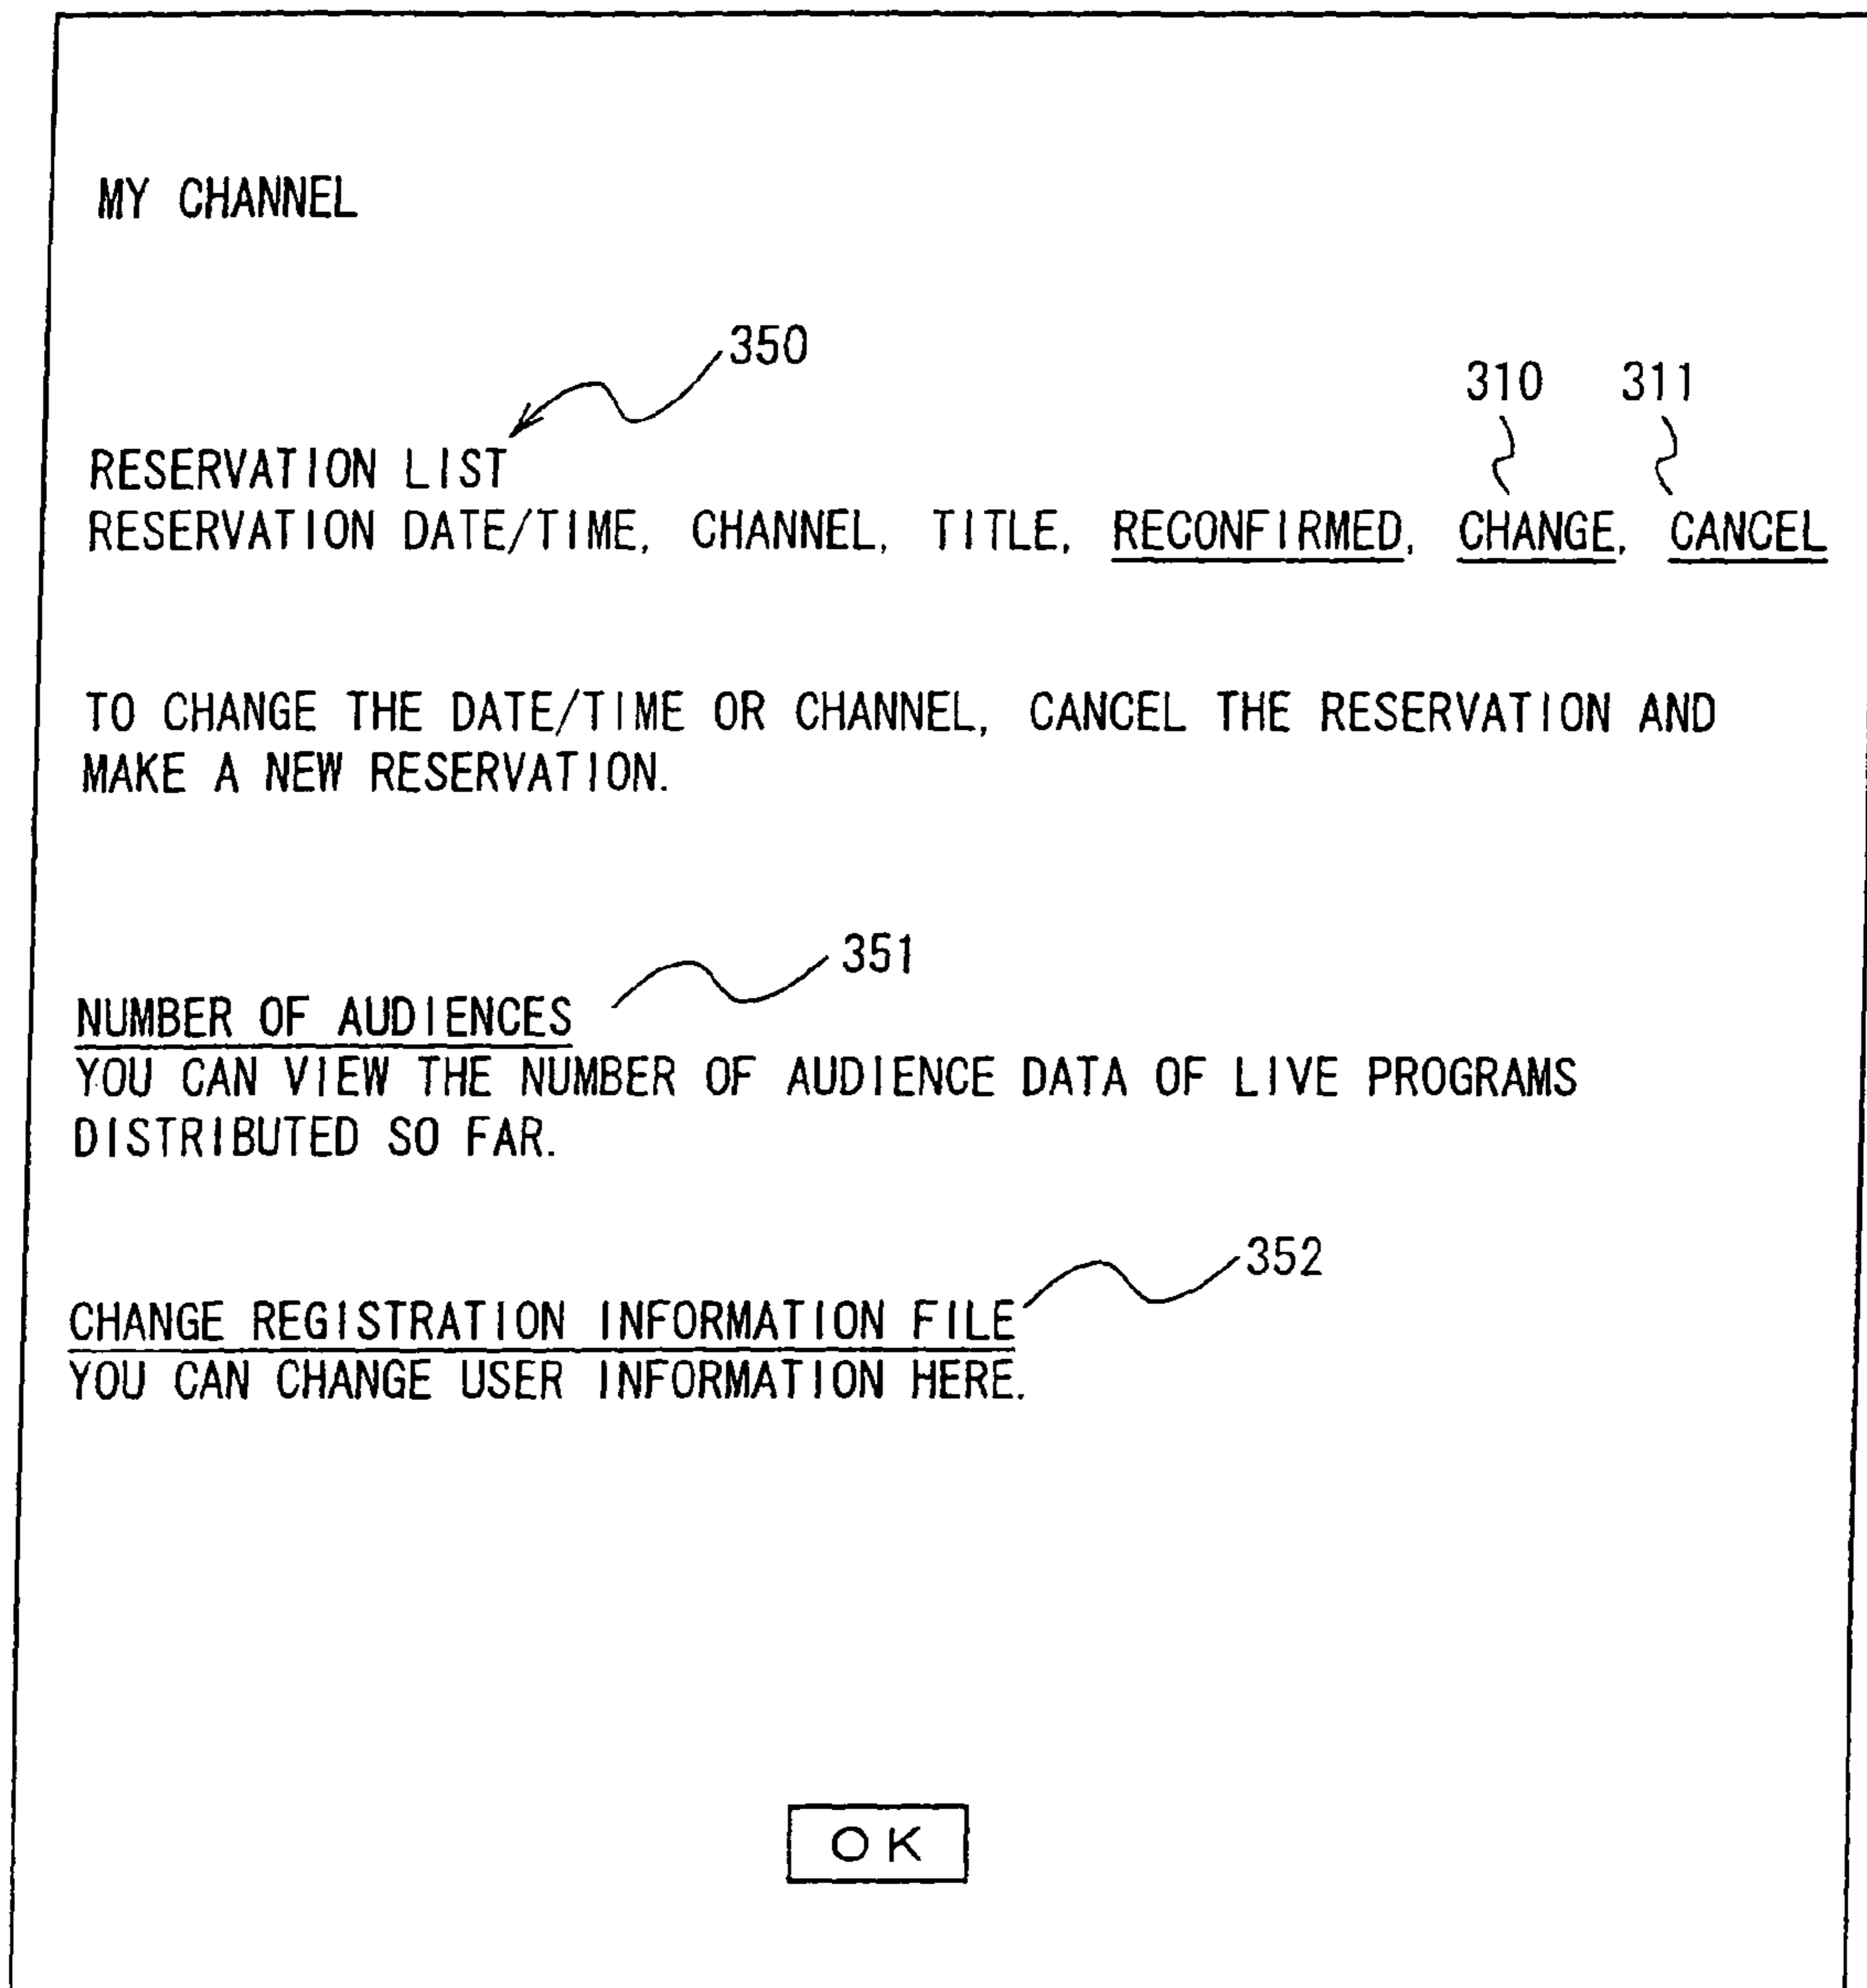 MY CHANNEL
350
310 311
RESERVATION LIST
RESERVATION DATE/TIME, CHANNEL, TITLE, RECONFIRMED, CHANGE, CANCEL
TO CHANGE THE DATE/TIME OR CHANNEL, CANCEL THE RESERVATION AND
MAKE A NEW RESERVATION.
351
NUMBER OF AUDIENCES
YOU CAN VIEW THE NUMBER OF AUDIENCE DATA OF LIVE PROGRAMS
DISTRIBUTED SO FAR.
352
CHANGE REGISTRATION INFORMATION FILE
YOU CAN CHANGE USER INFORMATION HERE.
OK